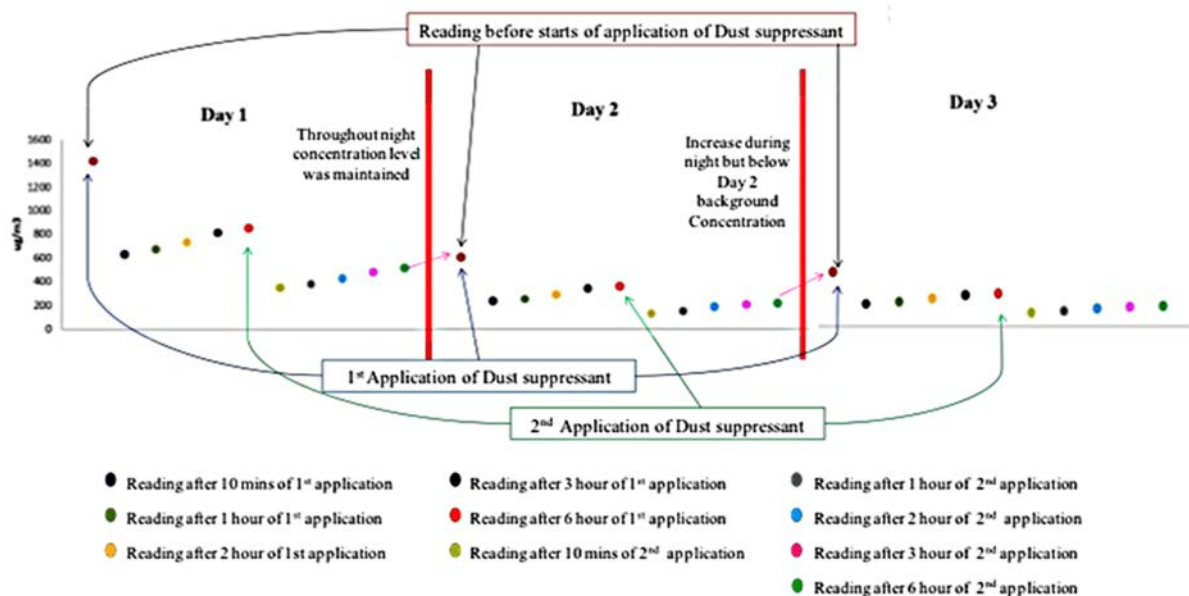 Reading before starts of application of Dust suppressant
Day 1
Day 2
Day 3
Throughout night
concentration level
was maintained
Increase during
night but below
Day 2
background
Concentration
1600
1400
1200
1000
800
600
400
200
0
ug/m3
1st Application of Dust suppressant
2nd Application of Dust suppressant
Reading after 10 mins of 1st application
Reading after 1 hour of 1st application
Reading after 2 hour of 1st application
Reading after 3 hour of 1st application
Reading after 6 hour of 1st application
Reading after 10 mins of 2nd application
Reading after 1 hour of 2nd application
Reading after 2 hour of 2nd application
Reading after 3 hour of 2nd application
Reading after 6 hour of 2nd application